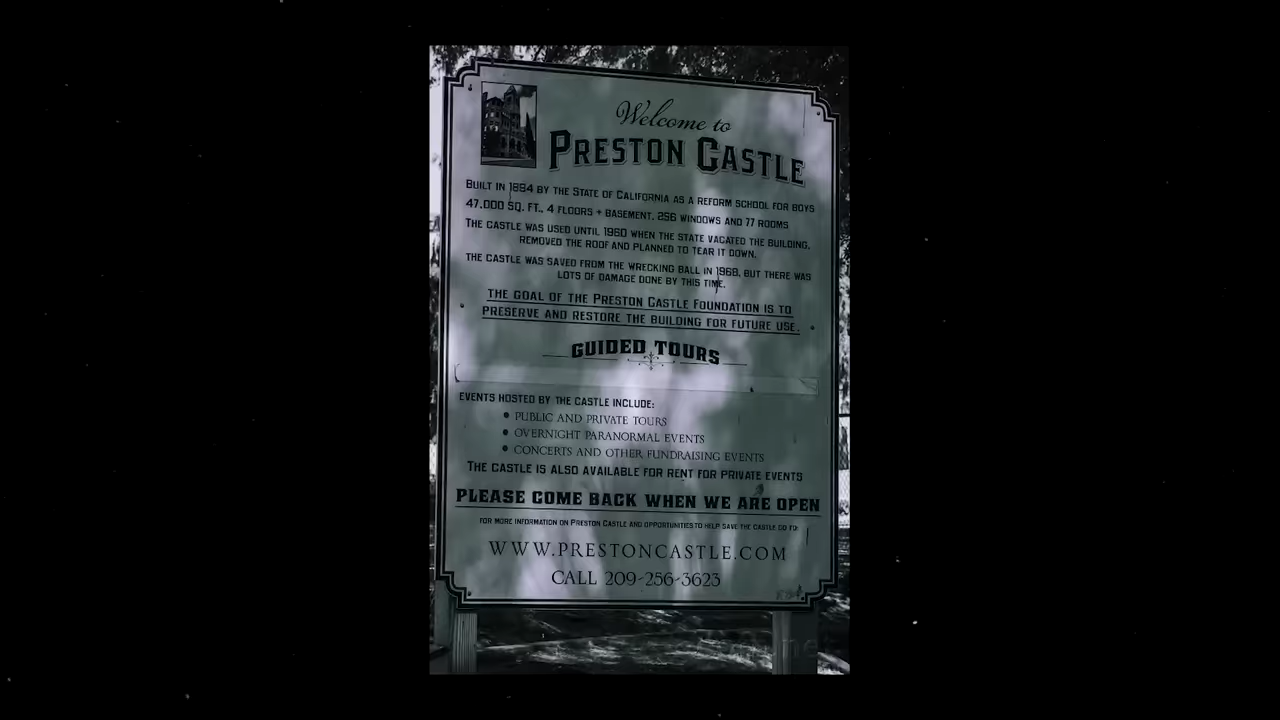 Welcome to
PRESTON CASTLE
BUILT IN 1894 BY THE STATE OF CALIFORNIA AS A REFORM SCHOOL FOR BOYS
47,000 SQ. FT., 4 FLOORS + BASEMENT, 256 WINDOWS AND 77 ROOMS
THE CASTLE WAS USED UNTIL 1960 WHEN THE STATE VACATED THE BUILDING,
REMOVED THE ROOF AND PLANNED TO TEAR IT DOWN.
THE CASTLE WAS SAVED FROM THE WRECKING BALL IN 1968, BUT THERE WAS
LOTS OF DAMAGE DONE BY THIS TIME.
THE GOAL OF THE PRESTON CASTLE FOUNDATION IS TO
PRESERVE AND RESTORE THE BUILDING FOR FUTURE USE.
GUIDED TOURS
EVENTS HOSTED BY THE CASTLE INCLUDE:
• PUBLIC AND PRIVATE TOURS
• OVERNIGHT PARANORMAL EVENTS
• CONCERTS AND OTHER FUNDRAISING EVENTS
THE CASTLE IS ALSO AVAILABLE FOR RENT FOR PRIVATE EVENTS
PLEASE COME BACK WHEN WE ARE OPEN
FOR MORE INFORMATION ON PRESTON CASTLE AND OPPORTUNITIES TO HELP SAVE THE CASTLE GO TO:
WWW.PRESTONCASTLE.COM
CALL 209-256-3623